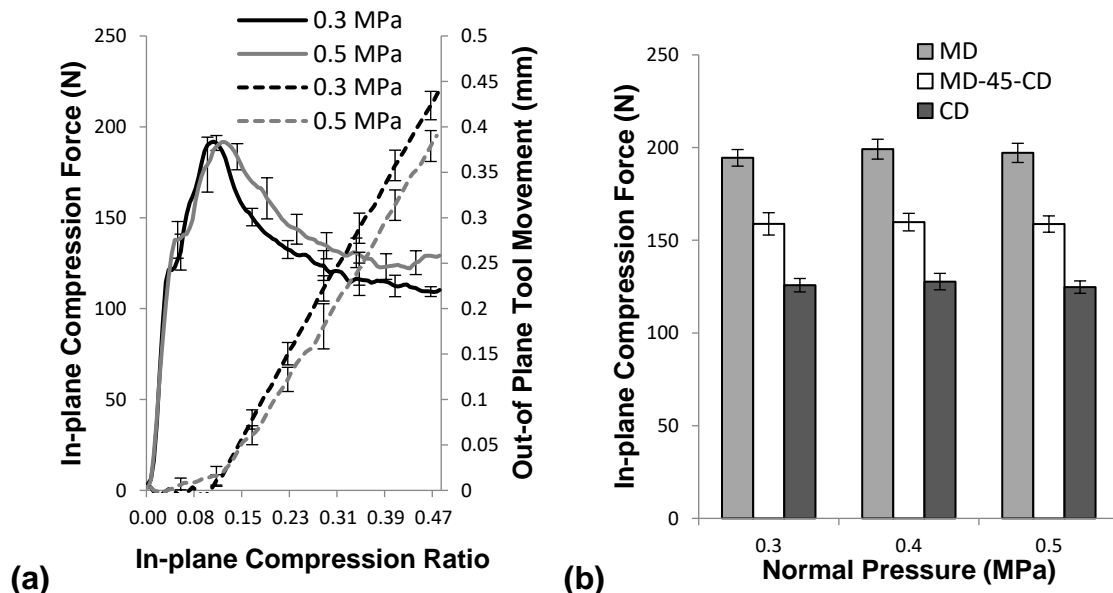 0.3 MPa
0.5 MPa
0.3 MPa
0.5 MPa
In-plane Compression Force (N)
250
200
150
100
50
0
0.00 0.08 0.15 0.23 0.31 0.39 0.47
In-plane Compression Ratio
0.5
0.45
0.4
0.35
0.3
0.25
0.2
0.15
0.1
0.05
0
Out-of Plane Tool Movement (mm)
(a)
MD
MD-45-CD
CD
In-plane Compression Force (N)
250
200
150
100
50
0
0.3 0.4 0.5
Normal Pressure (MPa)
(b)